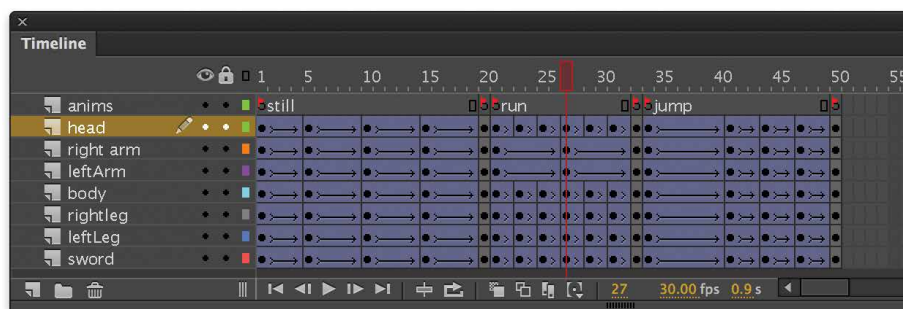 Timeline
1 5 10 15 20 25 30 35 40 45 50 55
anims still run jump
head
right arm
leftArm
body
rightleg
leftLeg
sword
27 30.00 fps 0.9 s